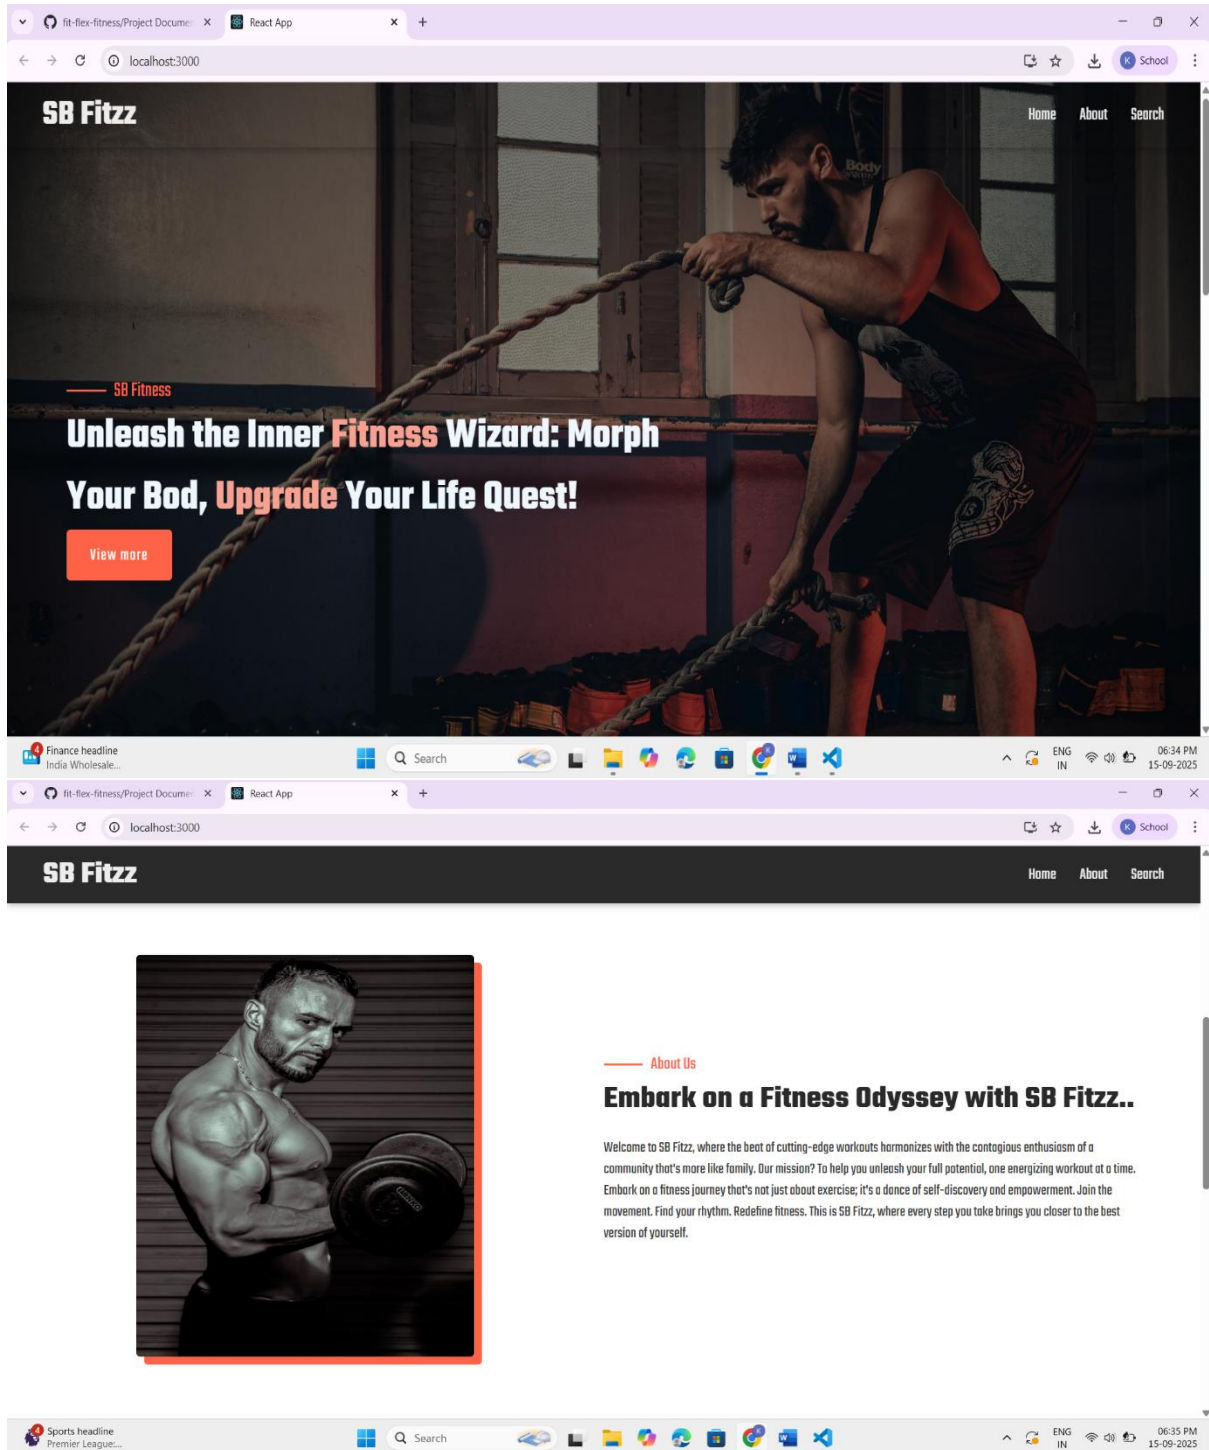 fit-flex-fitness/Project Docume
React App
localhost:3000
K School
SB Fitzz
Home About Search
Body
SB Fitness
Unleash the Inner Fitness Wizard: Morph
Your Bod, Upgrade Your Life Quest!
View more
13
4
Finance headline
India Wholesale...
Search
K
ENG
IN
06:34 PM
15-09-2025
fit-flex-fitness/Project Docume
React App
localhost:3000
K School
SB Fitzz
Home About Search
About Us
Embark on a Fitness Odyssey with SB Fitzz..
Welcome to SB Fitzz, where the beat of cutting-edge workouts harmonizes with the contagious enthusiasm of a
community that's more like family. Our mission? To help you unleash your full potential, one energizing workout at a time.
Embark on a fitness journey that's not just about exercise; it's a dance of self-discovery and empowerment. Join the
movement. Find your rhythm. Redefine fitness. This is SB Fitzz, where every step you take brings you closer to the best
version of yourself.
4
Sports headline
Premier League:...
Search
K
ENG
IN
06:35 PM
15-09-2025